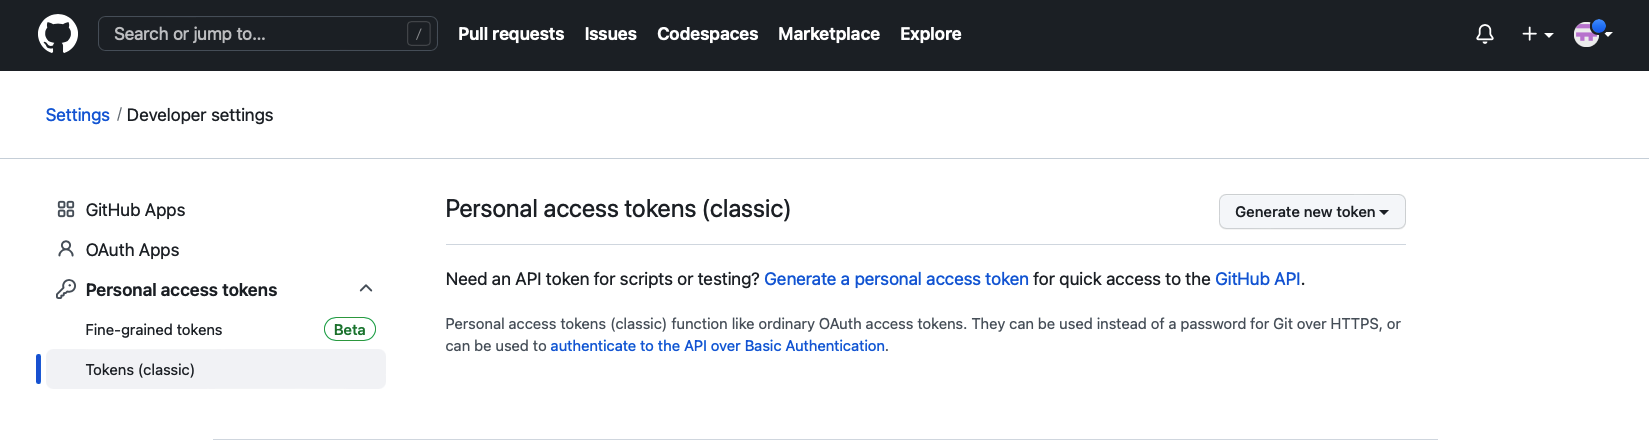 Search or jump to... / Pull requests Issues Codespaces Marketplace Explore
Settings / Developer settings
GitHub Apps
OAuth Apps
Personal access tokens
Fine-grained tokens Beta
Tokens (classic)
Personal access tokens (classic) Generate new token
Need an API token for scripts or testing? Generate a personal access token for quick access to the GitHub API.
Personal access tokens (classic) function like ordinary OAuth access tokens. They can be used instead of a password for Git over HTTPS, or
can be used to authenticate to the API over Basic Authentication.